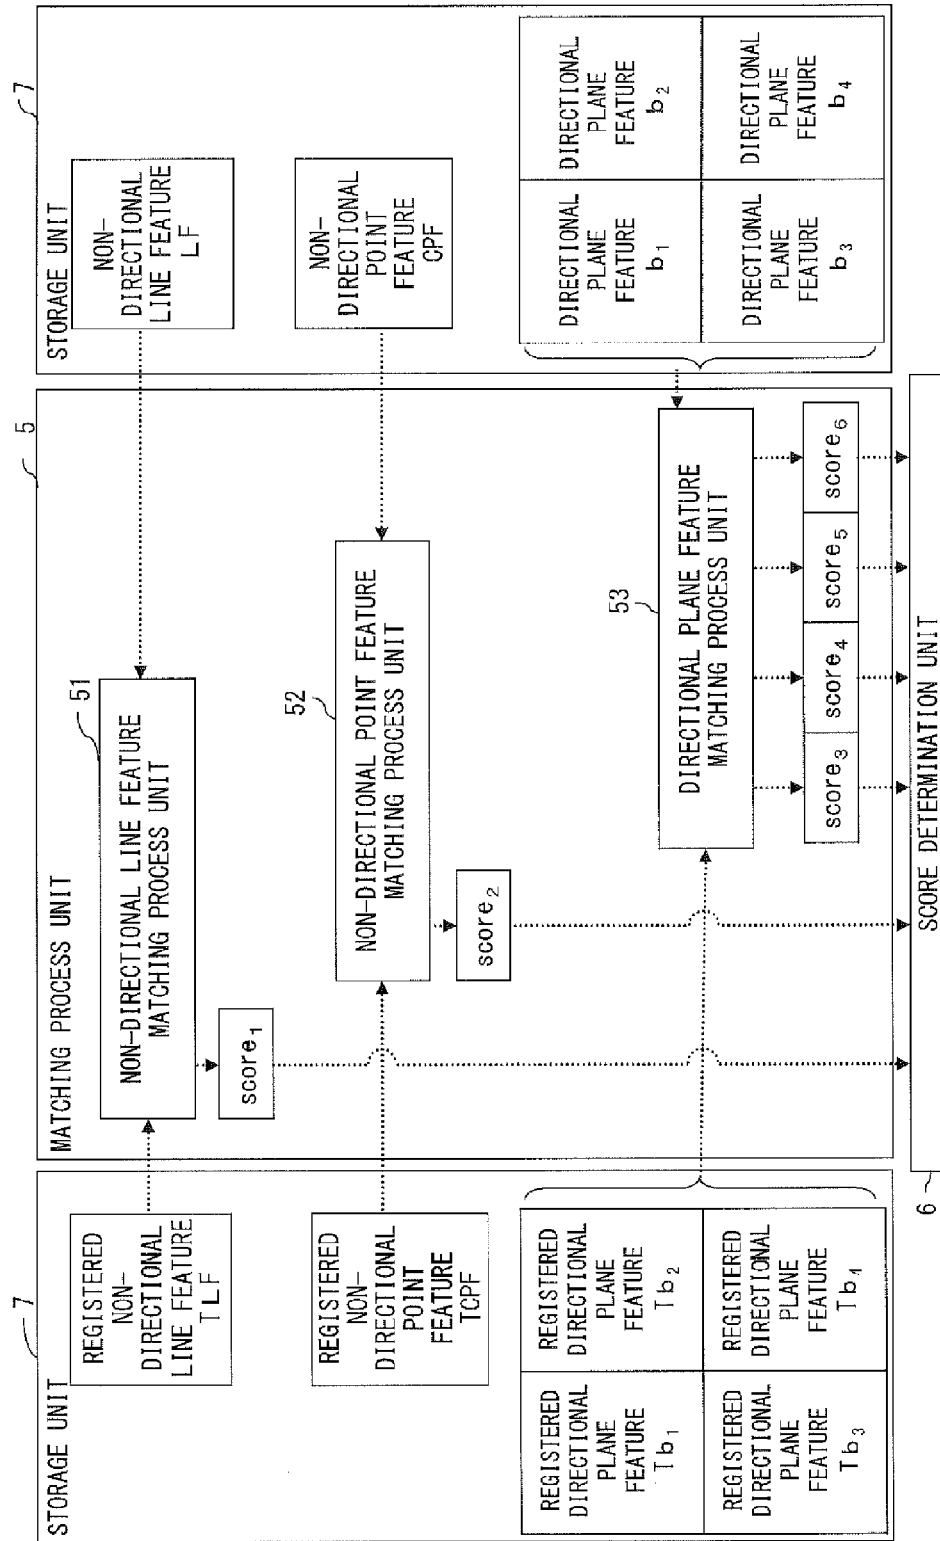 STORAGE UNIT
7
REGISTERED
NON-
DIRECTIONAL
LINE FEATURE
TLF
REGISTERED
NON-
DIRECTIONAL
POINT
FEATURE
TCPF
REGISTERED
DIRECTIONAL
PLANE
FEATURE
Tb1
REGISTERED
DIRECTIONAL
PLANE
FEATURE
Tb2
REGISTERED
DIRECTIONAL
PLANE
FEATURE
Tb3
REGISTERED
DIRECTIONAL
PLANE
FEATURE
Tb4
MATCHING PROCESS UNIT
5
51
NON-DIRECTIONAL LINE FEATURE
MATCHING PROCESS UNIT
score1
52
NON-DIRECTIONAL POINT FEATURE
MATCHING PROCESS UNIT
score2
53
DIRECTIONAL PLANE FEATURE
MATCHING PROCESS UNIT
score3
score4
score5
score6
STORAGE UNIT
7
NON-
DIRECTIONAL
LINE FEATURE
LF
NON-
DIRECTIONAL
POINT
FEATURE
CPF
DIRECTIONAL
PLANE
FEATURE
b1
DIRECTIONAL
PLANE
FEATURE
b2
DIRECTIONAL
PLANE
FEATURE
b3
DIRECTIONAL
PLANE
FEATURE
b4
6
SCORE DETERMINATION UNIT